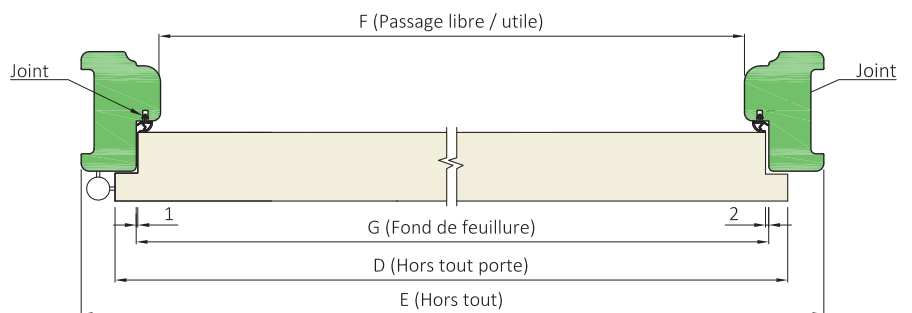 F (Passage libre / utile)
Joint
Joint
1
2
G (Fond de feuillure)
D (Hors tout porte)
E (Hors tout)